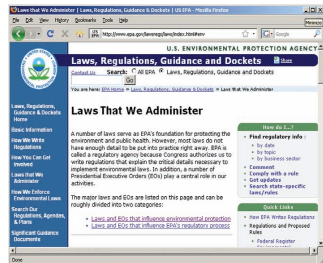 Laws that We Administer | Laws, Regulations, Guidance and Dockets | US EPA - Mozilla Firefox
File Edit View History Bookmarks Tools Help
Minimize
http://www.epa.gov/lawsregs/laws/index.html#env
Google
U.S. ENVIRONMENTAL PROTECTION AGENCY
Laws, Regulations, Guidance and Dockets
Share
Contact Us Search: All EPA Laws, Regulations, Guidance and Dockets
Go
You are here: EPA Home » Laws, Regulations, Guidance & Dockets » Laws that We Administer
Laws, Regulations, Guidance & Dockets Home
Basic Information
How We Write Regulations
How You Can Get Involved
Laws that We Administer
How We Enforce Environmental Laws
Search Our Regulations, Agendas, & Plans
Significant Guidance Documents
Laws That We Administer
A number of laws serve as EPA's foundation for protecting the
environment and public health. However, most laws do not
have enough detail to be put into practice right away. EPA is
called a regulatory agency because Congress authorizes us to
write regulations that explain the critical details necessary to
implement environmental laws. In addition, a number of
Presidential Executive Orders (EOs) play a central role in our
activities.
The major laws and EOs are listed on this page and can be
roughly divided into two categories:
Laws and EOs that influence environmental protection
Laws and EOs that influence EPA's regulatory process
How do I...?
Find regulatory info :
by date
by topic
by business sector
Comment
Comply with a rule
Get updates
Search state-specific laws/rules
Quick Links
How EPA Writes Regulations
Regulations and Proposed Rules
Federal Register
Done